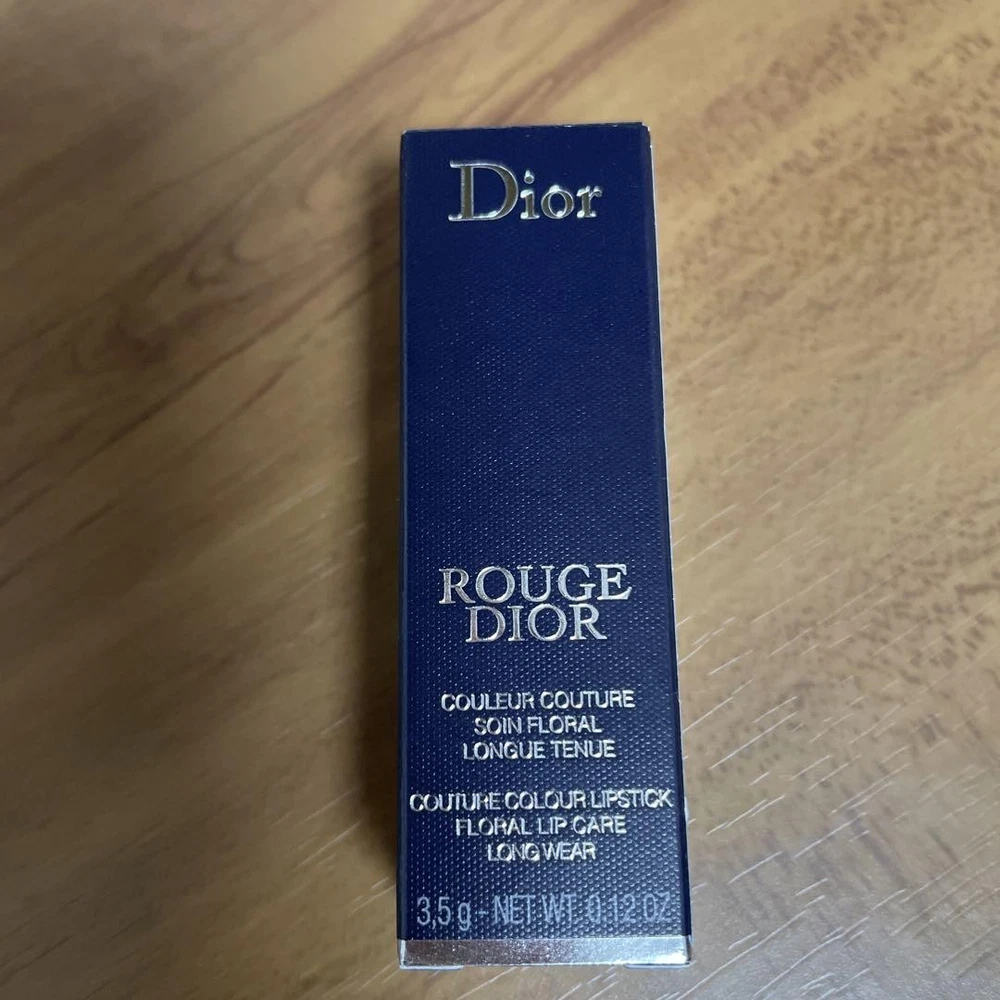 Dior
ROUGE
DIOR
COULEUR COUTURE
SOIN FLORAL
LONGUE TENUE
COUTURE COLOUR LIPSTICK
FLORAL LIP CARE
LONG WEAR
3,5 g - NET WT 0.12 OZ